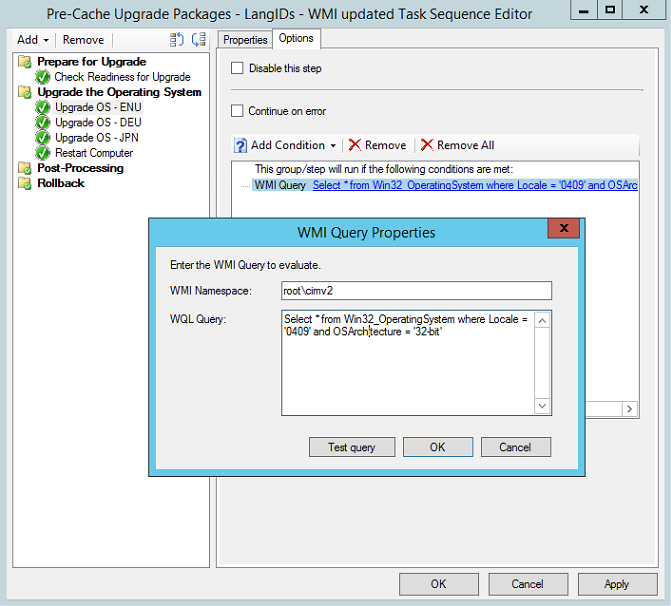 Pre-Cache Upgrade Packages - LangIDs - WMI updated Task Sequence Editor
Add Remove
Prepare for Upgrade
Check Readiness for Upgrade
Upgrade the Operating System
Upgrade OS - ENU
Upgrade OS - DEU
Upgrade OS - JPN
Restart Computer
Post-Processing
Rollback
Properties Options
Disable this step
Continue on error
Add Condition Remove Remove All
This group/step will run if the following conditions are met:
WMI Query Select * from Win32_OperatingSystem where Locale = '0409' and OSArc
WMI Query Properties
Enter the WMI Query to evaluate.
WMI Namespace: root\cimv2
WQL Query: Select * from Win32_OperatingSystem where Locale =
'0409' and OSArchitecture = '32-bit'
Test query OK Cancel
OK Cancel Apply